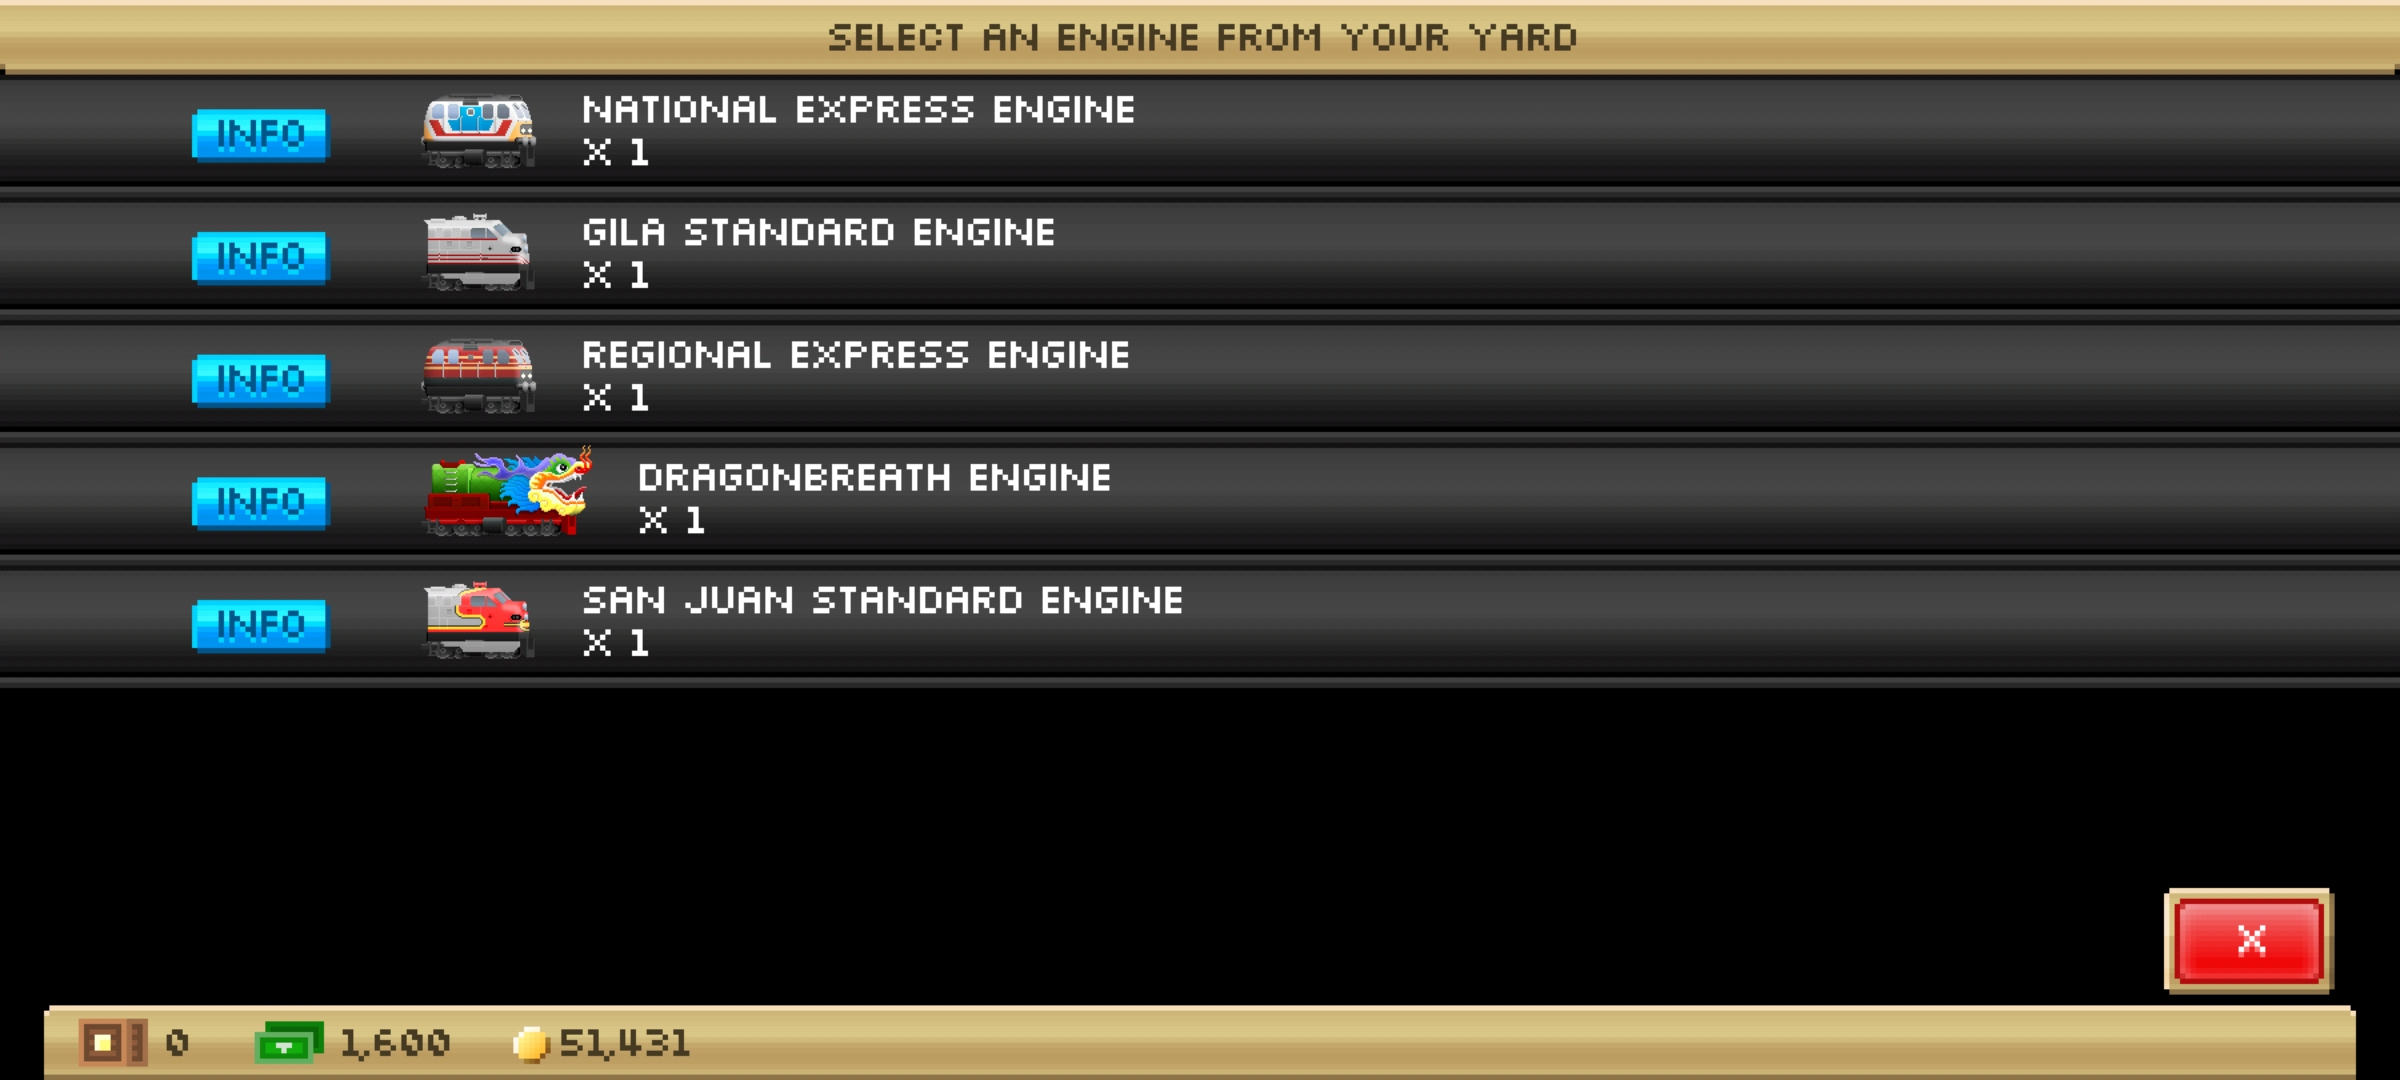 SELECT AN ENGINE FROM YOUR YARD
INFO
NATIONAL EXPRESS ENGINE
X 1
INFO
GILA STANDARD ENGINE
X 1
INFO
REGIONAL EXPRESS ENGINE
X 1
INFO
DRAGONBREATH ENGINE
X 1
INFO
SAN JUAN STANDARD ENGINE
X 1
X
0 1,600 51,431